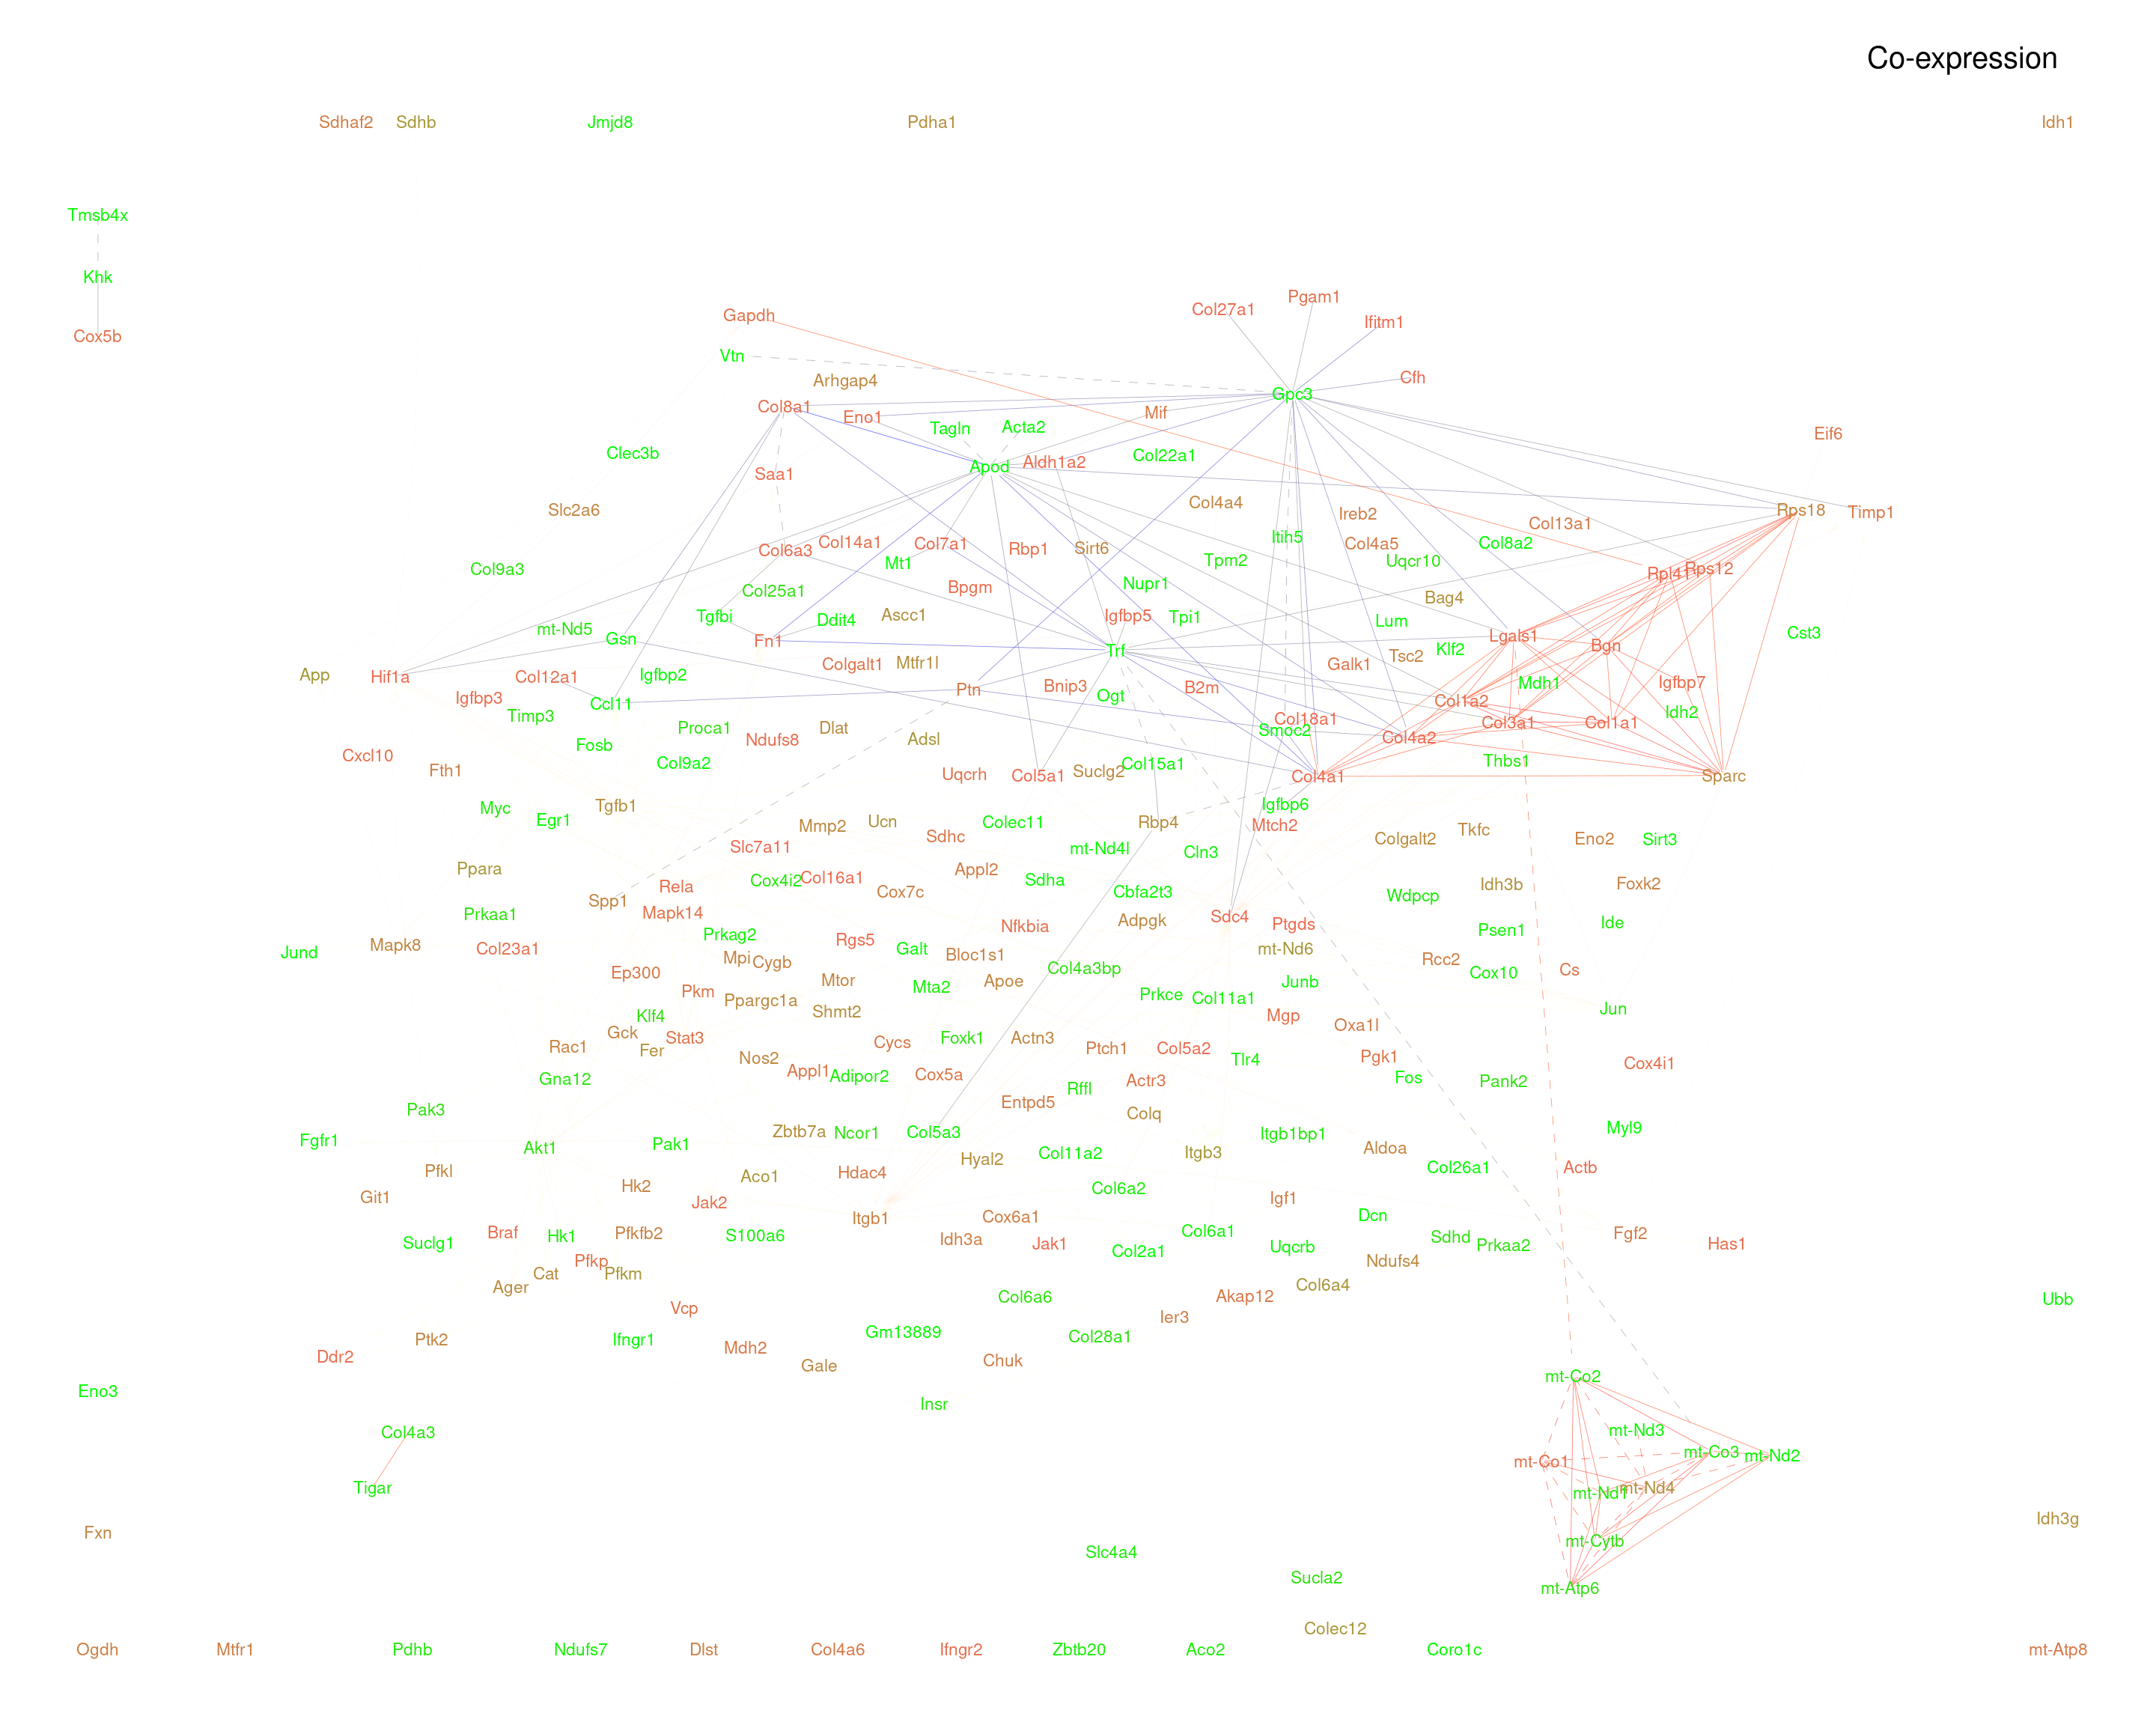 Co-expression
Sdhaf2 Sdhb Jmjd8 Pdha1 Idh1
Tmsb4x
Khk
Cox5b
Pgam1
Col27a1
Gapdh Ifitm1
Vtn
Arhgap4 Cfh
Gpc3
Col8a1 Eno1 Mif
Tagln Acta2 Eif6
Clec3b Col22a1
Apod Aldh1a2
Saa1
Slc2a6 Col4a4 Ireb2 Rps18 Timp1
Col13a1
Itih5
Col6a3 Col14a1 Col7a1 Rbp1 Sirt6 Col4a5 Col8a2
Col9a3 Mt1 Tpm2 Uqcr10 Rpl41 Rps12
Col25a1 Bpgm Nupr1
Bag4
Tgfbi Ddit4 Ascc1 Igfbp5 Tpi1 Lum
mt-Nd5 Gsn Fn1 Lgals1 Bgn Cst3
Trf Klf2
App Hif1a Col12a1 Igfbp2 Colgalt1 Mtfr1l Galk1 Tsc2
Igfbp3 Ccl11 Ptn Bnip3 Ogt B2m Mdh1 Igfbp7
Timp3 Col1a2 Idh2
Proca1 Dlat Col18a1 Col3a1 Col1a1
Fosb Ndufs8 Adsl Smoc2 Col4a2
Cxcl10 Col9a2 Col15a1 Thbs1
Fth1 Uqcrh Col5a1 Suclg2 Col4a1 Sparc
Myc Tgfb1 Igfbp6
Egr1 Mmp2 Ucn Colec11 Rbp4 Mtch2
Slc7a11 Sdhc mt-Nd4l Cln3 Colgalt2 Tkfc Eno2 Sirt3
Ppara Rela Cox4i2 Col16a1 Cox7c Appl2 Sdha Cbfa2t3 Idh3b Foxk2
Spp1 Wdpcp
Prkaa1 Mapk14 Nfkbia Adpgk Sdc4 Ptgds Psen1 Ide
Jund Mapk8 Col23a1 Prkag2 Rgs5 Galt Bloc1s1 mt-Nd6
Mpi Cygb Col4a3bp Rcc2 Cox10 Cs
Ep300 Mtor Apoe Junb
Pkm Ppargc1a Mta2 Prkce Col11a1
Klf4 Shmt2 Mgp Oxa1l Jun
Gck Stat3 Cycs Foxk1 Actn3
Rac1 Fer Nos2 Ptch1 Col5a2 Tlr4 Pgk1 Cox4i1
Gna12 Appl1 Adipor2 Cox5a Actr3 Fos Pank2
Rffl
Pak3 Entpd5 Colq
Fgfr1 Akt1 Pak1 Zbtb7a Ncor1 Col5a3 Itgb1bp1 Myl9
Col11a2 Itgb3 Aldoa
Pfkl Aco1 Hdac4 Hyal2 Col26a1 Actb
Git1 Hk2 Jak2 Col6a2 Igf1
Itgb1 Cox6a1 Dcn
Suclg1 Braf Hk1 Pfkfb2 S100a6 Idh3a Jak1 Col2a1 Col6a1 Uqcrb Sdhd Prkaa2 Fgf2 Has1
Pfkp Ndufs4
Ager Cat Pfkm Col6a4
Col6a6 Akap12 Ubb
Vcp Ier3
Ptk2 Ifngr1 Gm13889 Col28a1
Ddr2 Mdh2 Gale Chuk
mt-Co2
Eno3 Insr
Col4a3 mt-Nd3
mt-Co1 mt-Co3 mt-Nd2
Tigar mt-Nd1 mt-Nd4
Fxn mt-Cytb Idh3g
Slc4a4
Sucla2 mt-Atp6
Colec12
Ogdh Mtfr1 Pdhb Ndufs7 Dlst Col4a6 Ifngr2 Zbtb20 Aco2 Coro1c mt-Atp8